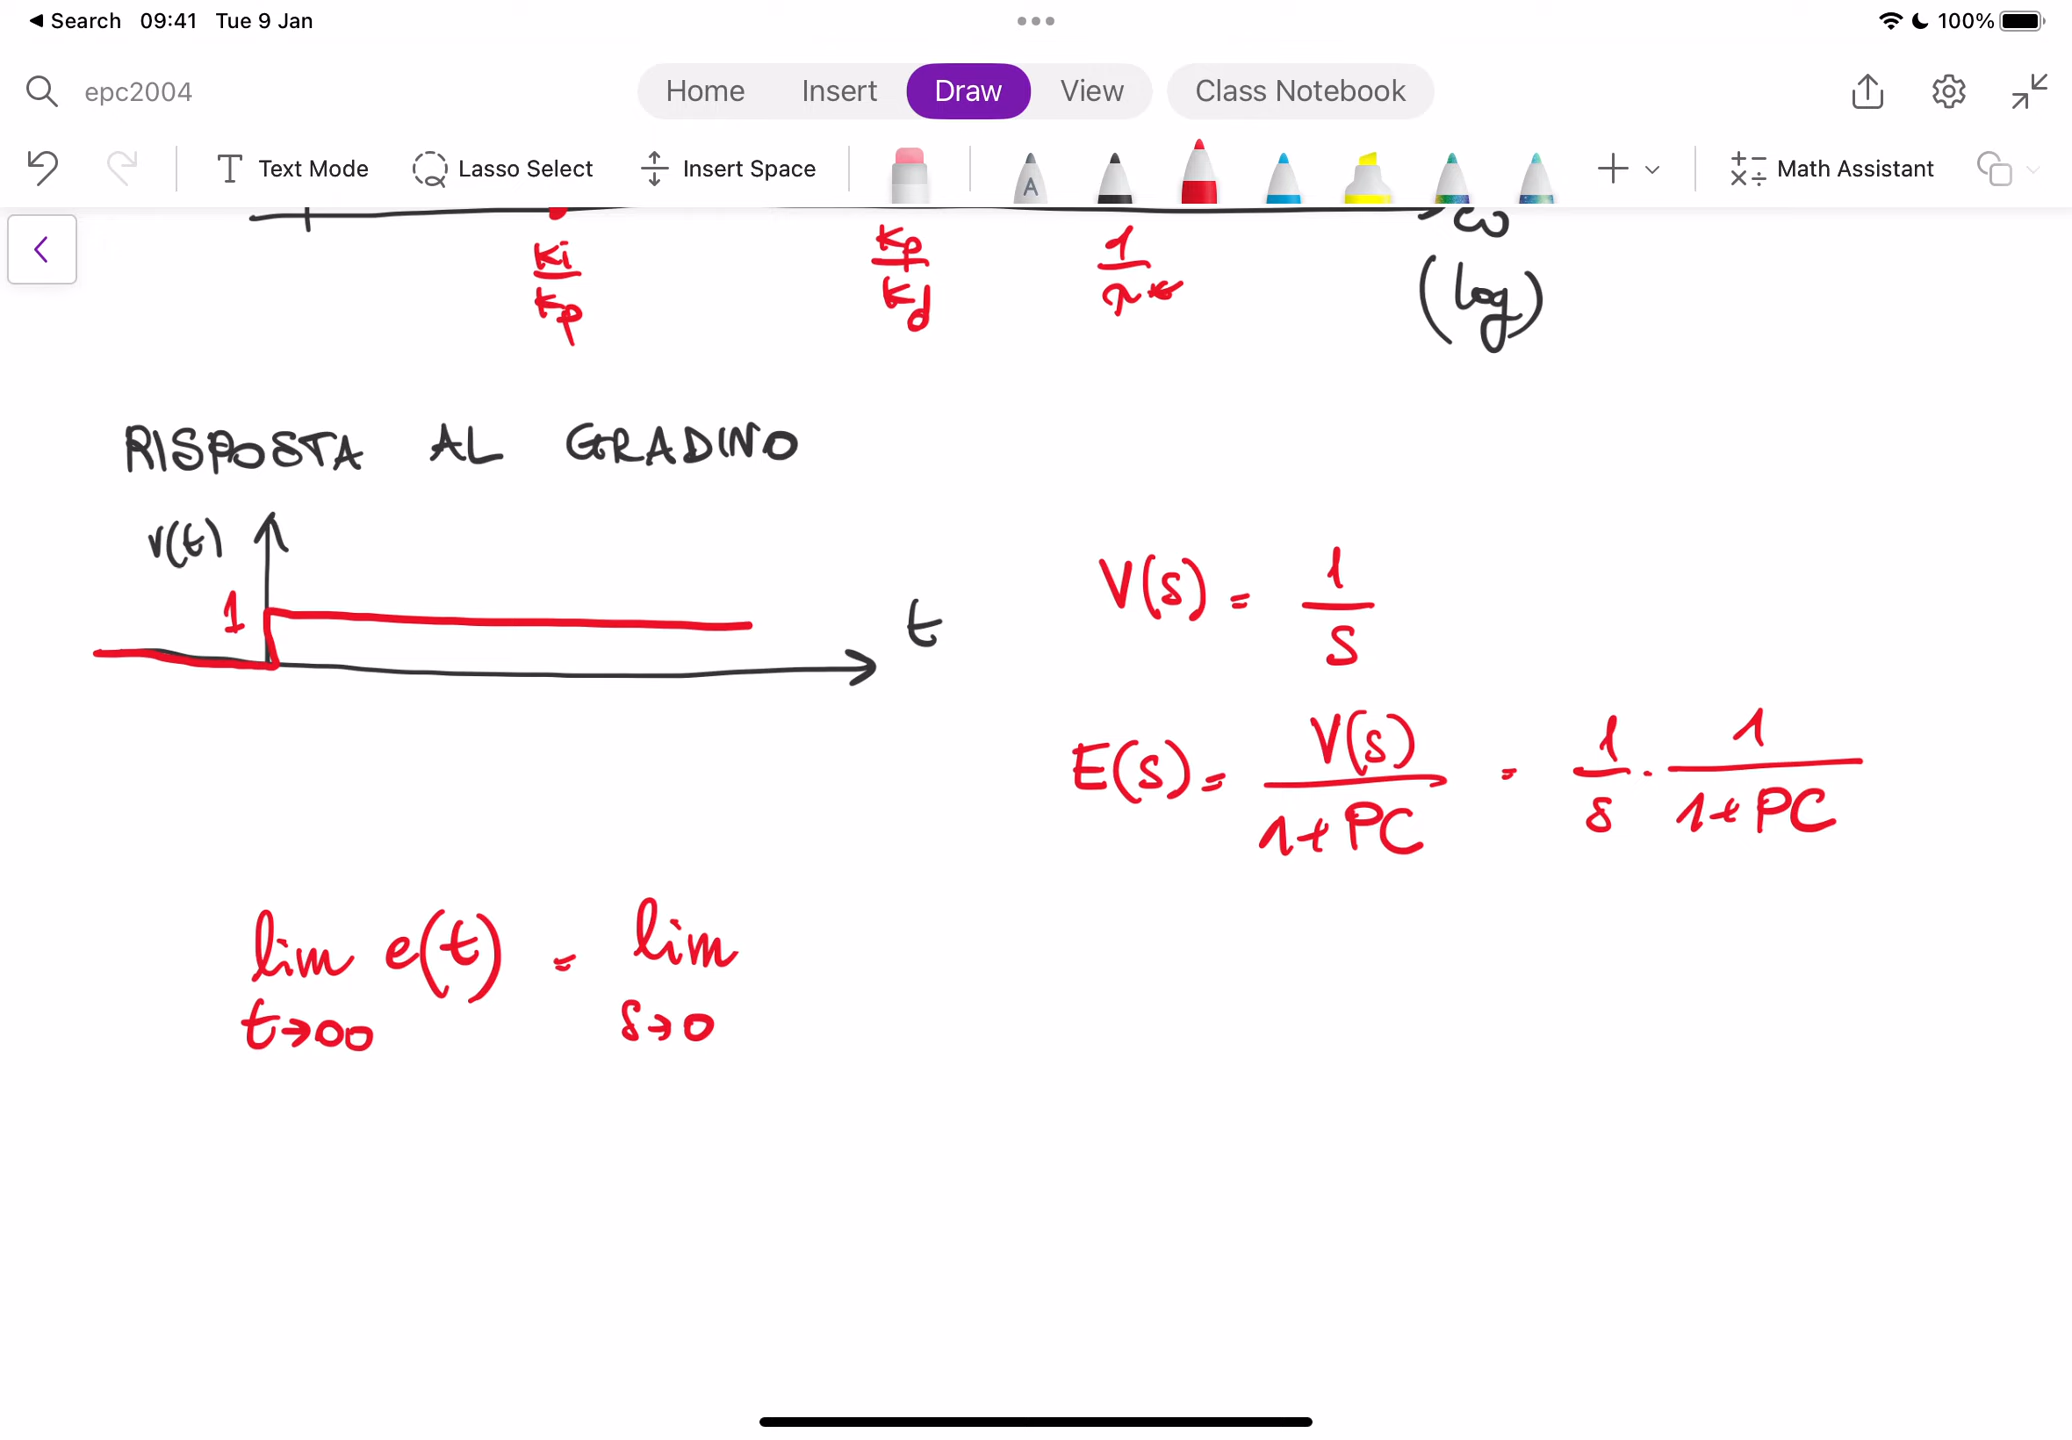 ◀ Search 09:41 Tue 9 Jan 100%
epc2004 Home Insert Draw View Class Notebook
Text Mode Lasso Select Insert Space A Math Assistant
ω
ki/kp kp/kd 1/τ* (log)
RISPOSTA AL GRADINO
v(t)
1 t
V(s) = 1/s
E(s) = V(s)/(1+PC) = 1/s · 1/(1+PC)
lim e(t) = lim
t→∞ s→0